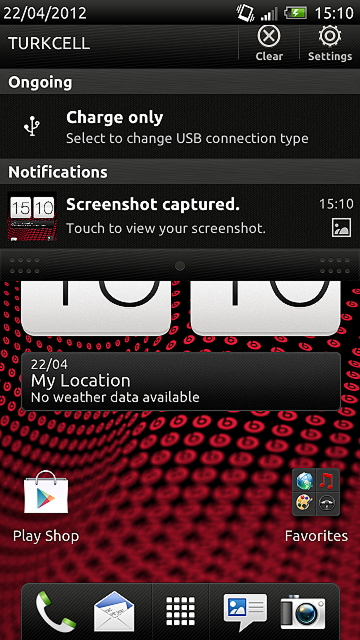 22/04/2012 15:10
TURKCELL
Clear
Settings
Ongoing
Charge only
Select to change USB connection type
Notifications
15 10
Screenshot captured. 15:10
Touch to view your screenshot.
22/04
My Location
No weather data available
Play Shop
Favorites